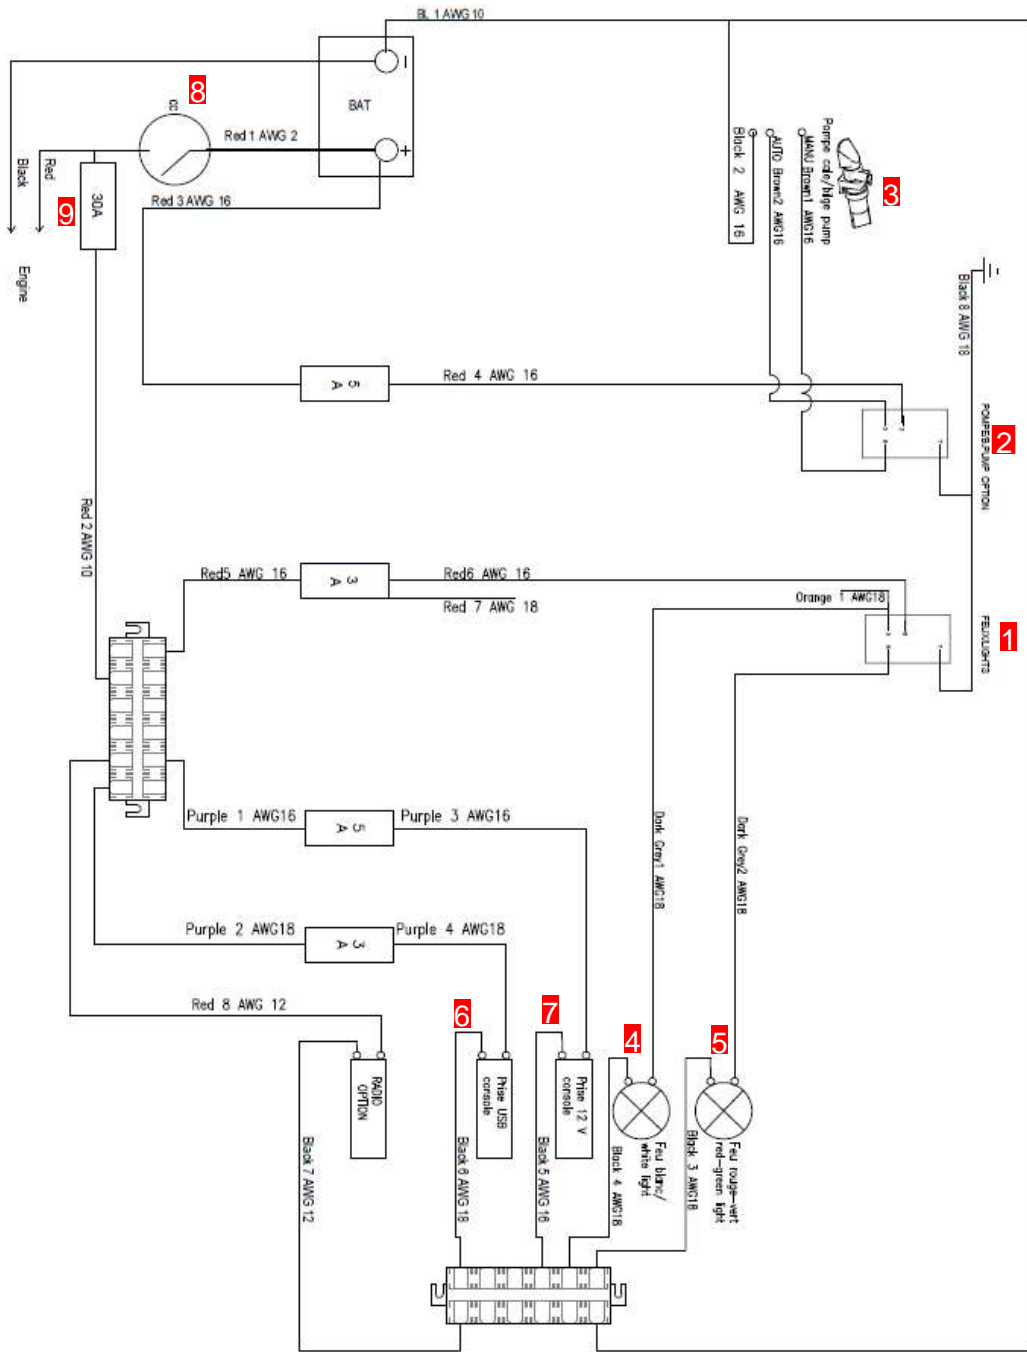 BL 1 AWG 10
8
CC
BAT
-
+
Red 1 AWG 2
Red 3 AWG 16
Red
Black
Engine
9
30A
Pompe cale/bilge pump
3
MANU Brown1 AWG16
AUTO Brown2 AWG16
Black 2 AWG 16
Black 8 AWG 18
5 A
Red 4 AWG 16
POMPE/B.PUMP OPTION
2
Red 2 AWG 10
Red5 AWG 16
3 A
Red6 AWG 16
Red 7 AWG 18
Orange 1 AWG18
FEUX/LIGHTS
1
Purple 1 AWG16
5 A
Purple 3 AWG16
Purple 2 AWG18
3 A
Purple 4 AWG18
Dark Grey1 AWG18
Dark Grey2 AWG18
Red 8 AWG 12
6
7
4
5
RADIO
OPTION
Prise USB
console
Prise 12 V
console
Feu blanc/
white light
Feu rouge-vert
red-green light
Black 7 AWG 12
Black 6 AWG 18
Black 5 AWG 16
Black 4 AWG18
Black 3 AWG18